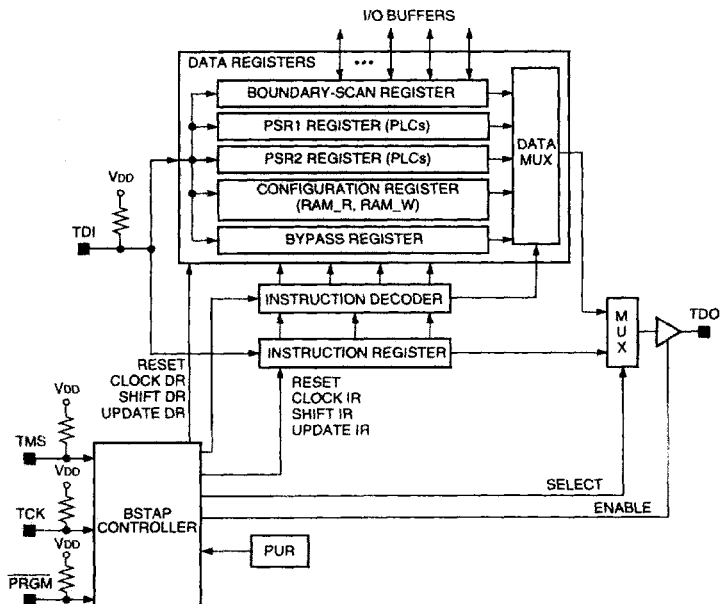 I/O BUFFERS
DATA REGISTERS
BOUNDARY-SCAN REGISTER
PSR1 REGISTER (PLCs)
PSR2 REGISTER (PLCs)
CONFIGURATION REGISTER
(RAM_R, RAM_W)
BYPASS REGISTER
DATA
MUX
VDD
TDI
INSTRUCTION DECODER
INSTRUCTION REGISTER
M
U
X
TDO
RESET
CLOCK DR
SHIFT DR
UPDATE DR
RESET
CLOCK IR
SHIFT IR
UPDATE IR
VDD
TMS
VDD
TCK
VDD
PRGM
BSTAP
CONTROLLER
SELECT
ENABLE
PUR